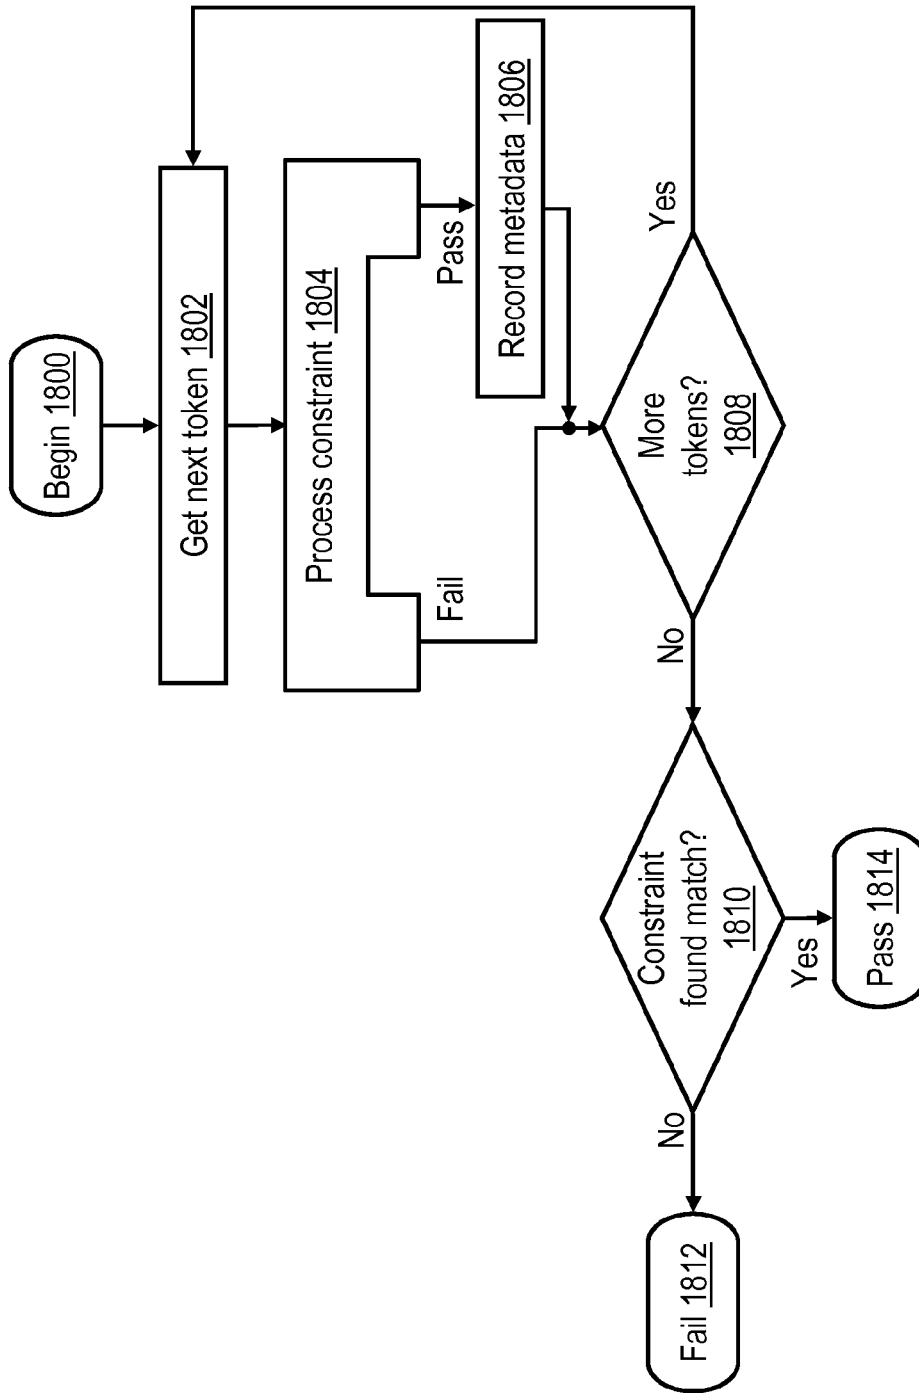 Begin 1800
Get next token 1802
Process constraint 1804
Fail
Pass
Record metadata 1806
More
tokens?
1808
Yes
No
Constraint
found match?
1810
No
Yes
Fail 1812
Pass 1814